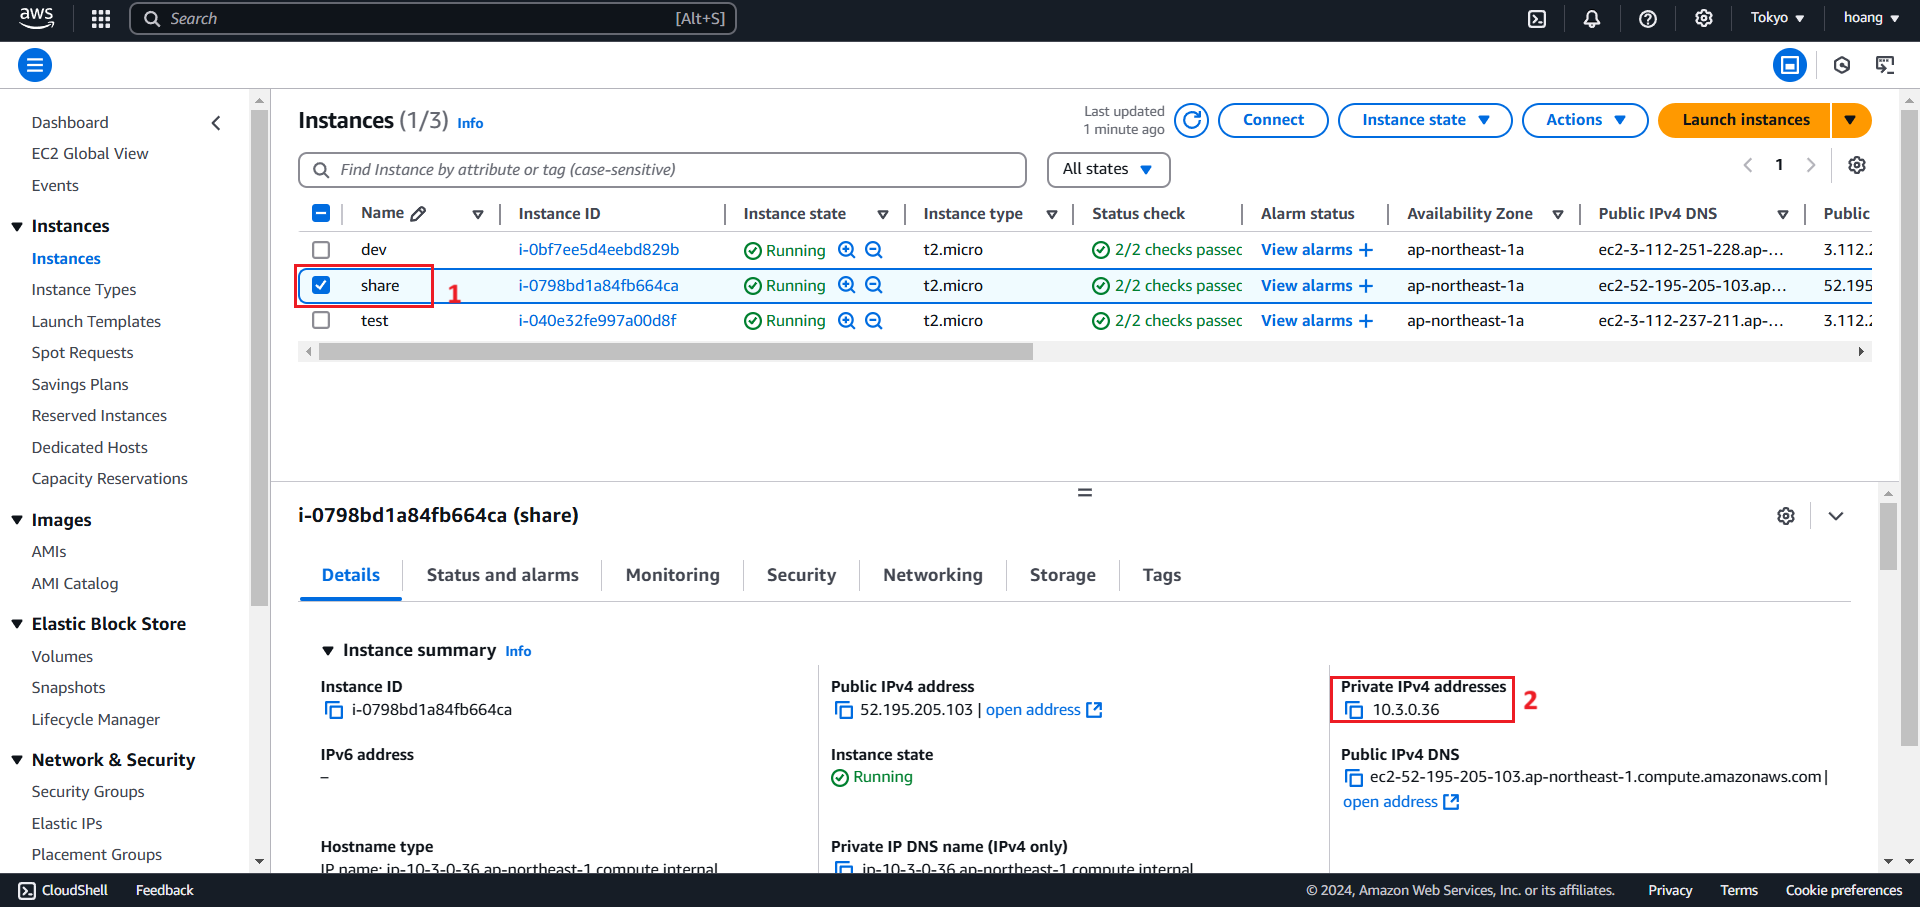 aws
Search [Alt+S]
Tokyo hoang
Dashboard
EC2 Global View
Events
Instances
Instances
Instance Types
Launch Templates
Spot Requests
Savings Plans
Reserved Instances
Dedicated Hosts
Capacity Reservations
Images
AMIs
AMI Catalog
Elastic Block Store
Volumes
Snapshots
Lifecycle Manager
Network & Security
Security Groups
Elastic IPs
Placement Groups
Instances (1/3) Info
Last updated
1 minute ago
Connect Instance state Actions Launch instances
Find Instance by attribute or tag (case-sensitive) All states 1
Name Instance ID Instance state Instance type Status check Alarm status Availability Zone Public IPv4 DNS Public
dev i-0bf7ee5d4eebd829b Running t2.micro 2/2 checks passec View alarms + ap-northeast-1a ec2-3-112-251-228.ap-... 3.112.2
share 1 i-0798bd1a84fb664ca Running t2.micro 2/2 checks passec View alarms + ap-northeast-1a ec2-52-195-205-103.ap... 52.195
test i-040e32fe997a00d8f Running t2.micro 2/2 checks passec View alarms + ap-northeast-1a ec2-3-112-237-211.ap-... 3.112.2
i-0798bd1a84fb664ca (share)
Details Status and alarms Monitoring Security Networking Storage Tags
Instance summary Info
Instance ID
i-0798bd1a84fb664ca
Public IPv4 address
52.195.205.103 | open address
Private IPv4 addresses
10.3.0.36
2
IPv6 address
–
Instance state
Running
Public IPv4 DNS
ec2-52-195-205-103.ap-northeast-1.compute.amazonaws.com |
open address
Hostname type
IP name: ip-10-3-0-36.ap-northeast-1.compute.internal
Private IP DNS name (IPv4 only)
ip-10-3-0-36.ap-northeast-1.compute.internal
CloudShell Feedback
© 2024, Amazon Web Services, Inc. or its affiliates. Privacy Terms Cookie preferences